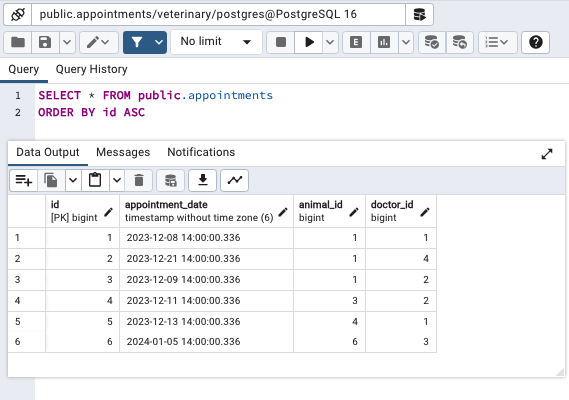 public.appointments/veterinary/postgres@PostgreSQL 16
No limit
E
Query Query History
1 SELECT * FROM public.appointments
2 ORDER BY id ASC
Data Output Messages Notifications
id appointment_date animal_id doctor_id
[PK] bigint timestamp without time zone (6) bigint bigint
1 1 2023-12-08 14:00:00.336 1 1
2 2 2023-12-21 14:00:00.336 1 4
3 3 2023-12-09 14:00:00.336 1 2
4 4 2023-12-11 14:00:00.336 3 2
5 5 2023-12-13 14:00:00.336 4 1
6 6 2024-01-05 14:00:00.336 6 3